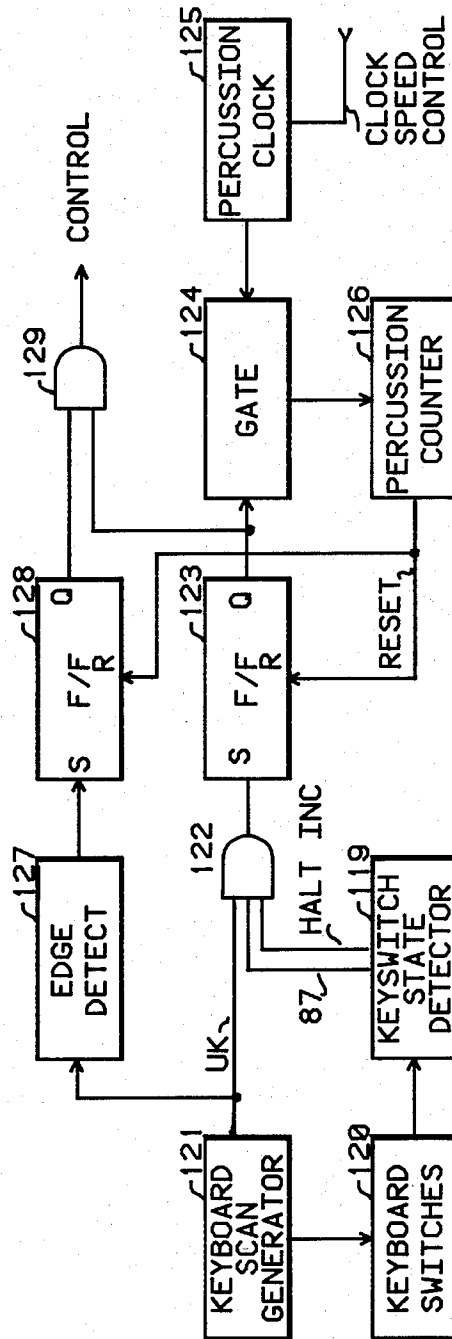 121
KEYBOARD
SCAN
GENERATOR
120
KEYBOARD
SWITCHES
127
EDGE
DETECT
UK
87
HALT INC
119
KEYSWITCH
STATE
DETECTOR
122
128
S F/F R Q
123
S F/F R Q
RESET
129
CONTROL
124
GATE
125
PERCUSSION
CLOCK
CLOCK
SPEED
CONTROL
126
PERCUSSION
COUNTER